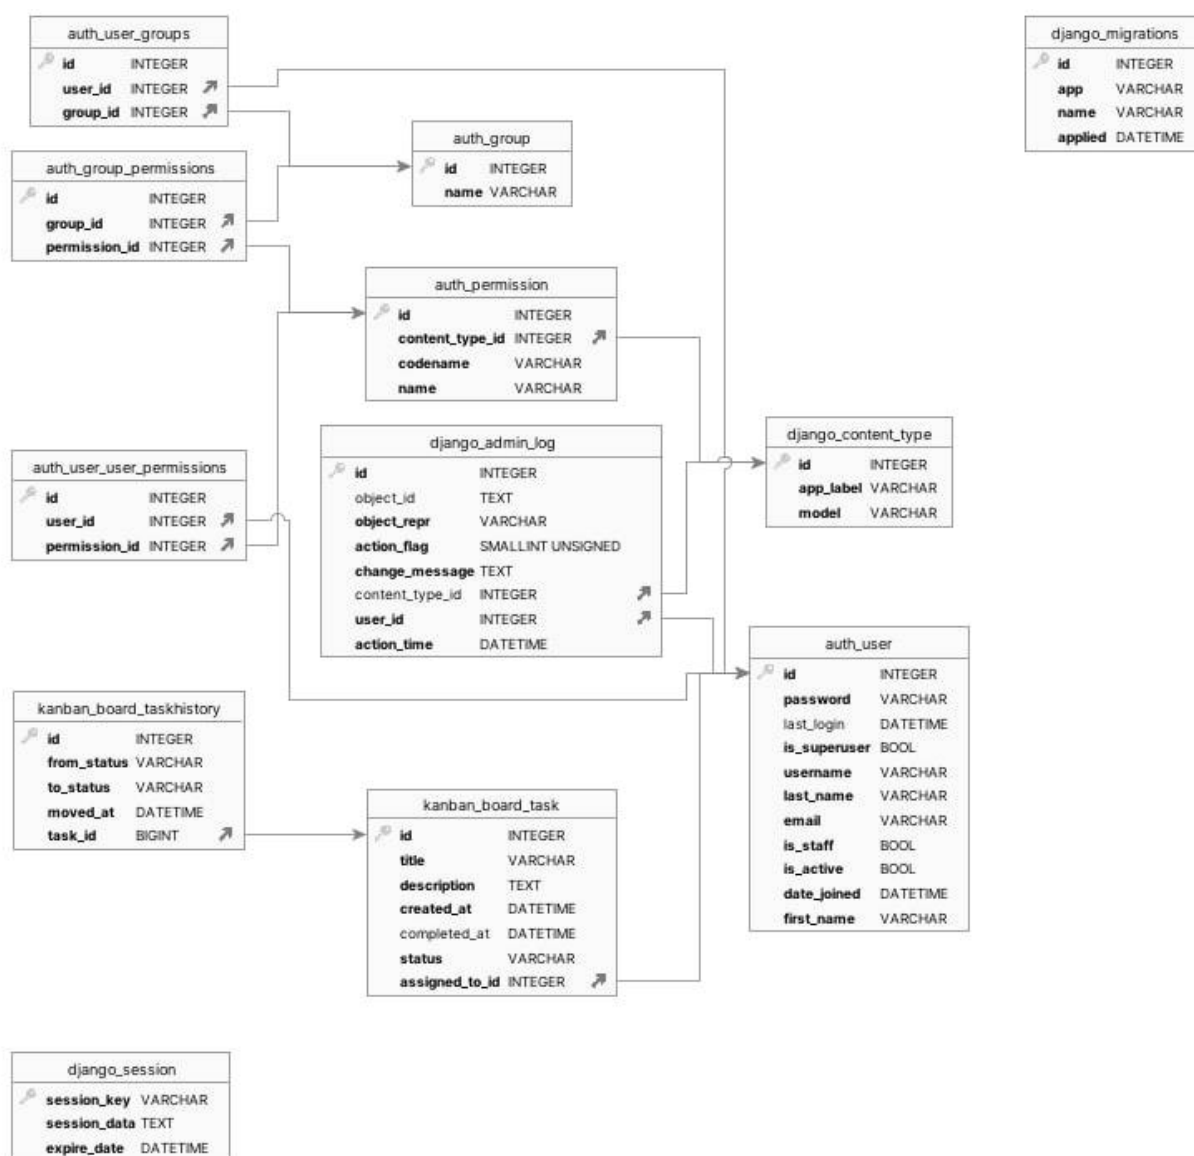 auth_user_groups
id INTEGER
user_id INTEGER
group_id INTEGER
django_migrations
id INTEGER
app VARCHAR
name VARCHAR
applied DATETIME
auth_group
id INTEGER
name VARCHAR
auth_group_permissions
id INTEGER
group_id INTEGER
permission_id INTEGER
auth_permission
id INTEGER
content_type_id INTEGER
codename VARCHAR
name VARCHAR
django_content_type
id INTEGER
app_label VARCHAR
model VARCHAR
django_admin_log
id INTEGER
object_id TEXT
object_repr VARCHAR
action_flag SMALLINT UNSIGNED
change_message TEXT
content_type_id INTEGER
user_id INTEGER
action_time DATETIME
auth_user_user_permissions
id INTEGER
user_id INTEGER
permission_id INTEGER
auth_user
id INTEGER
password VARCHAR
last_login DATETIME
is_superuser BOOL
username VARCHAR
last_name VARCHAR
email VARCHAR
is_staff BOOL
is_active BOOL
date_joined DATETIME
first_name VARCHAR
kanban_board_taskhistory
id INTEGER
from_status VARCHAR
to_status VARCHAR
moved_at DATETIME
task_id BIGINT
kanban_board_task
id INTEGER
title VARCHAR
description TEXT
created_at DATETIME
completed_at DATETIME
status VARCHAR
assigned_to_id INTEGER
django_session
session_key VARCHAR
session_data TEXT
expire_date DATETIME